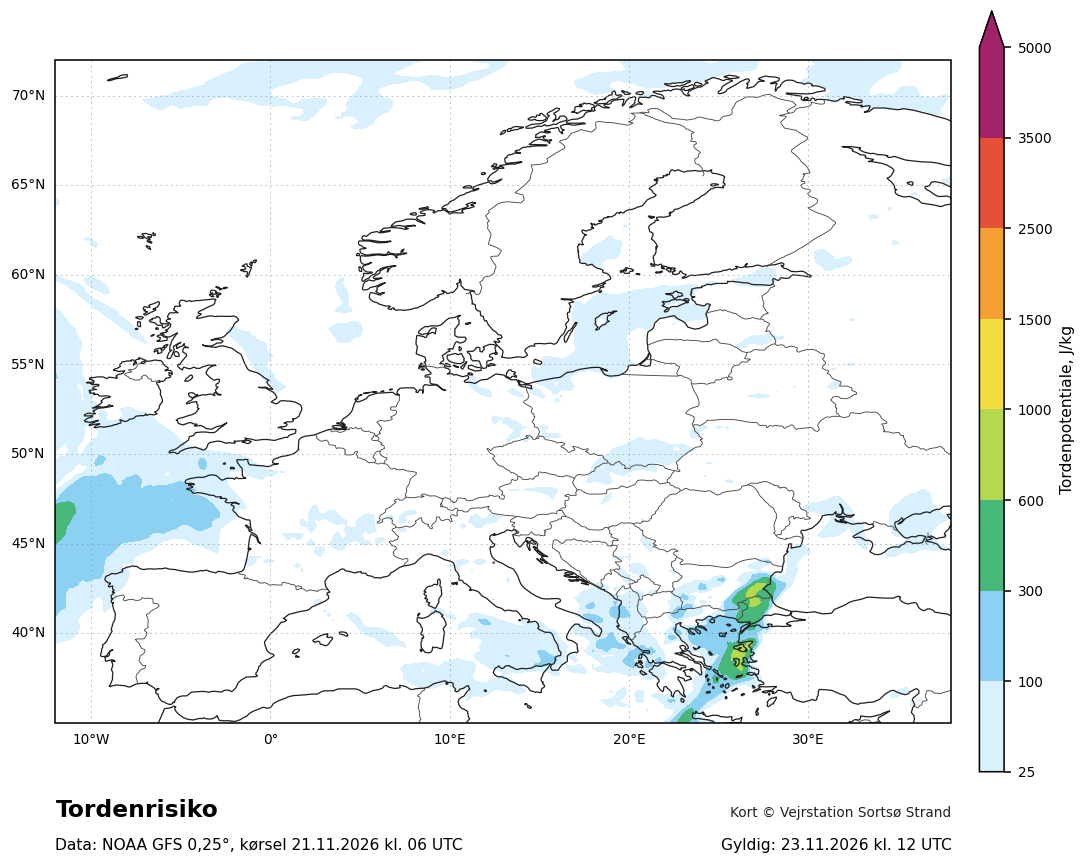 70°N
65°N
60°N
55°N
50°N
45°N
40°N
10°W
0°
10°E
20°E
30°E
5000
3500
2500
1500
1000
600
300
100
25
Tordenpotentiale, J/kg
Tordenrisiko
Kort © Vejrstation Sortsø Strand
Data: NOAA GFS 0,25°, kørsel 21.11.2026 kl. 06 UTC
Gyldig: 23.11.2026 kl. 12 UTC